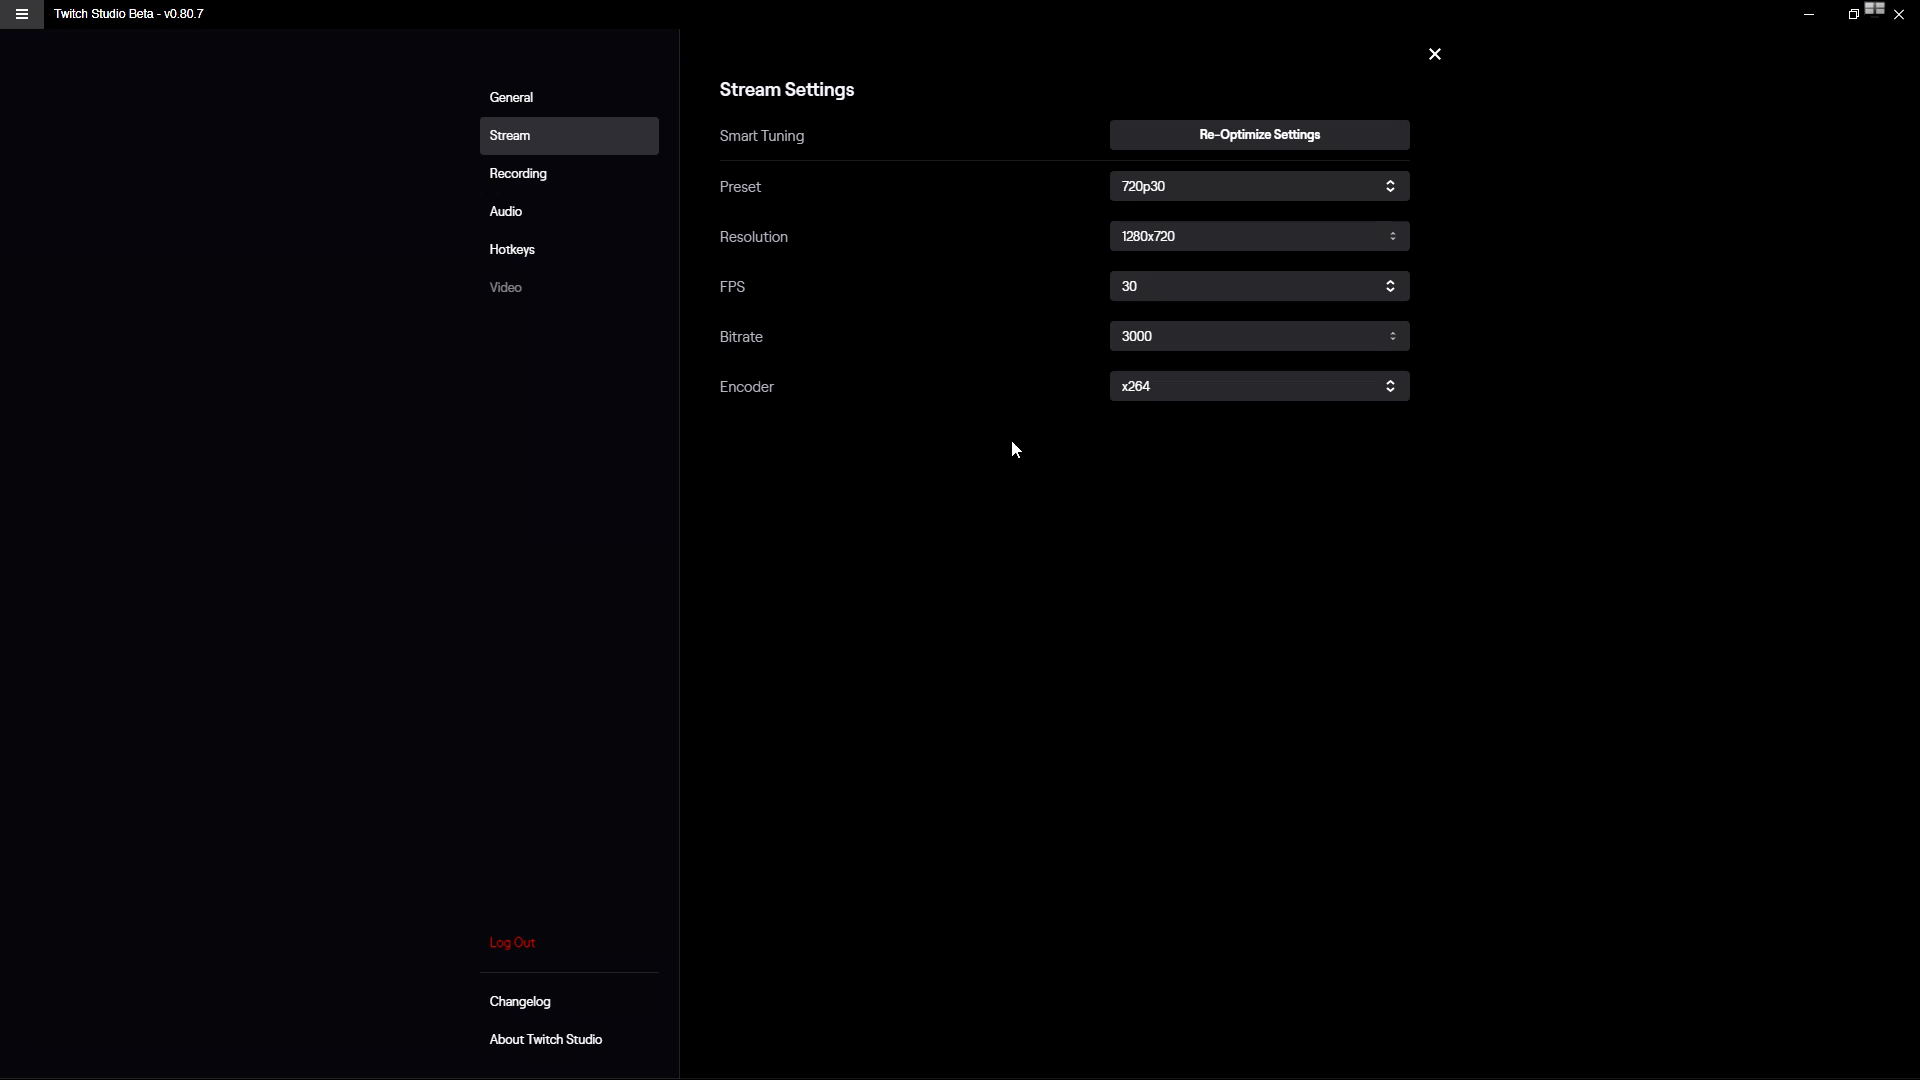 Twitch Studio Beta - v0.80.7
General
Stream
Recording
Audio
Hotkeys
Video
Log Out
Changelog
About Twitch Studio
Stream Settings
Smart Tuning
Re-Optimize Settings
Preset
720p30
Resolution
1280x720
FPS
30
Bitrate
3000
Encoder
x264